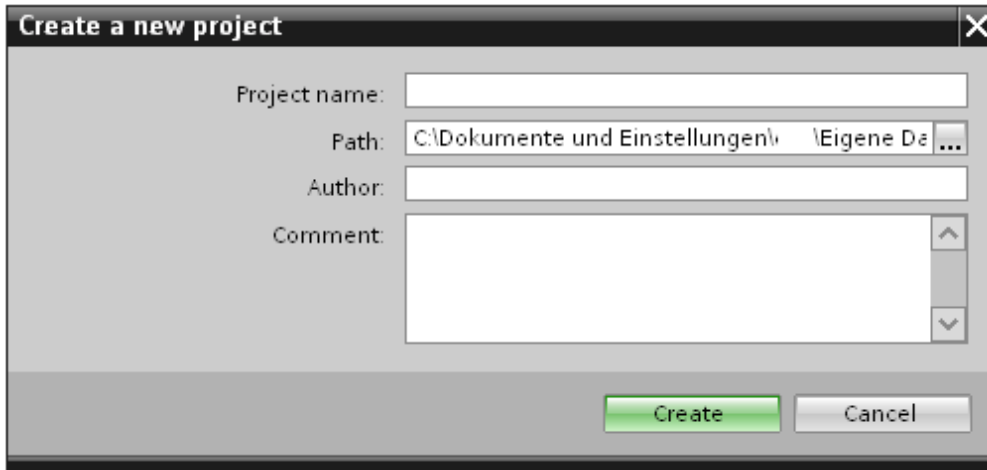 Create a new project
Project name:
Path: C:\Dokumente und Einstellungen\ \Eigene Da ...
Author:
Comment:
Create Cancel